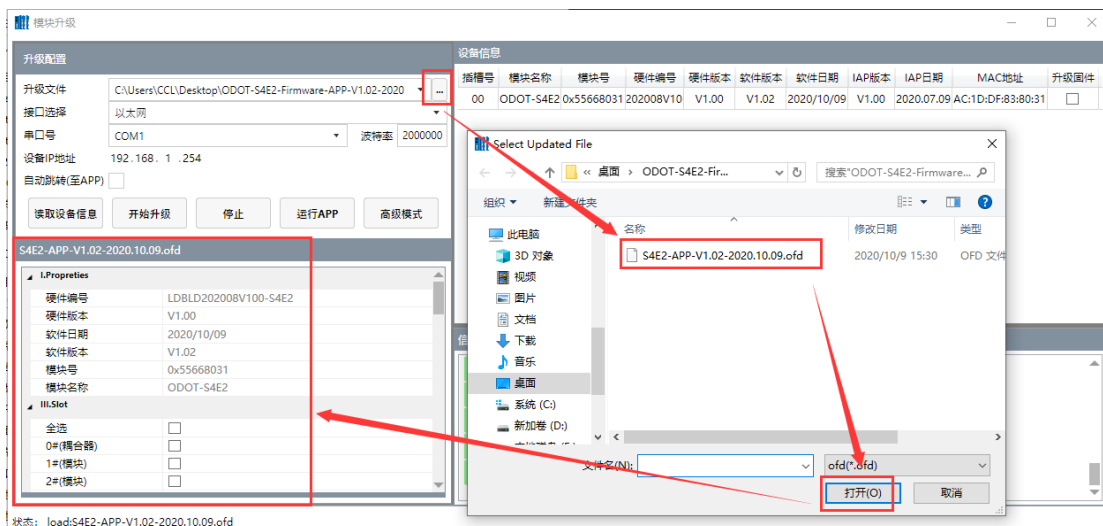 模块升级
升级配置
升级文件 C:\Users\CCL\Desktop\ODOT-S4E2-Firmware-APP-V1.02-2020 ...
接口选择 以太网
串口号 COM1 波特率 2000000
设备IP地址 192.168. 1 .254
自动跳转(至APP)
读取设备信息 开始升级 停止 运行APP 高级模式
S4E2-APP-V1.02-2020.10.09.ofd
I.Propreties
硬件编号 LDBLD202008V100-S4E2
硬件版本 V1.00
软件日期 2020/10/09
软件版本 V1.02
模块号 0x55668031
模块名称 ODOT-S4E2
III.Slot
全选
0#(耦合器)
1#(模块)
2#(模块)
状态: load:S4E2-APP-V1.02-2020.10.09.ofd
设备信息
插槽号 模块名称 模块号 硬件编号 硬件版本 软件版本 软件日期 IAP版本 IAP日期 MAC地址 升级固件
00 ODOT-S4E2 0x55668031 202008V10 V1.00 V1.02 2020/10/09 V1.00 2020.07.09 AC:1D:DF:83:80:31
Select Updated File
« 桌面 › ODOT-S4E2-Fir... 搜索"ODOT-S4E2-Firmware...
组织 新建文件夹
名称 修改日期 类型
S4E2-APP-V1.02-2020.10.09.ofd 2020/10/9 15:30 OFD 文件
此电脑
3D 对象
视频
图片
文档
下载
音乐
桌面
系统 (C:)
新加卷 (D:)
文件名(N): ofd(*.ofd)
打开(O) 取消